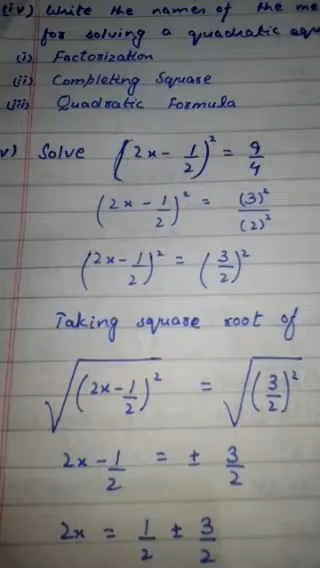 (iv) Write the names of the
for solving a quadratic
(i) Factorization
(ii) Completing Square
(iii) Quadratic Formula
v) Solve (2x - 1/2)² = 9/4
(2x - 1/2)² = (3)²/(2)²
(2x - 1/2)² = (3/2)²
Taking square root of
√(2x - 1/2)² = √(3/2)²
2x - 1/2 = ± 3/2
2x = 1/2 ± 3/2